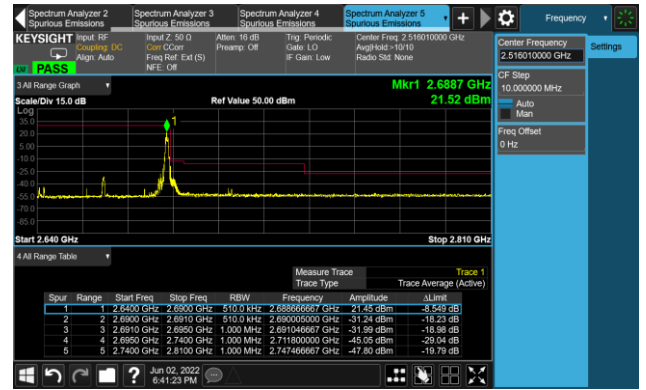 Spectrum Analyzer 2
Spurious Emissions
Spectrum Analyzer 3
Spurious Emissions
Spectrum Analyzer 4
Spurious Emissions
Spectrum Analyzer 5
Spurious Emissions
Frequency
KEYSIGHT
Input: RF
Coupling: DC
Align: Auto
Input Z: 50 Ω
Corr CCorr
Freq Ref: Ext (S)
NFE: Off
Atten: 16 dB
Preamp: Off
Trig: Periodic
Gate: LO
IF Gain: Low
Center Freq: 2.516010000 GHz
Avg|Hold:>10/10
Radio Std: None
PASS
3 All Range Graph
Mkr1 2.6887 GHz
21.52 dBm
Scale/Div 15.0 dB
Ref Value 50.00 dBm
Log
35.0
20.0
5.00
-10.0
-25.0
-40.0
-55.0
-70.0
-85.0
1
Start 2.640 GHz
Stop 2.810 GHz
4 All Range Table
Measure Trace Trace 1
Trace Type Trace Average (Active)
Spur Range Start Freq Stop Freq RBW Frequency Amplitude ΔLimit
1 1 2.6400 GHz 2.6900 GHz 510.0 kHz 2.688666667 GHz 21.45 dBm -8.549 dB
2 2 2.6900 GHz 2.6910 GHz 510.0 kHz 2.690005000 GHz -31.24 dBm -18.23 dB
3 3 2.6910 GHz 2.6950 GHz 1.000 MHz 2.691046667 GHz -31.99 dBm -18.98 dB
4 4 2.6950 GHz 2.7400 GHz 1.000 MHz 2.711800000 GHz -45.05 dBm -29.04 dB
5 5 2.7400 GHz 2.8100 GHz 1.000 MHz 2.747466667 GHz -47.80 dBm -19.79 dB
Jun 02, 2022
6:41:23 PM
Center Frequency
2.516010000 GHz
Settings
CF Step
10.000000 MHz
Auto
Man
Freq Offset
0 Hz